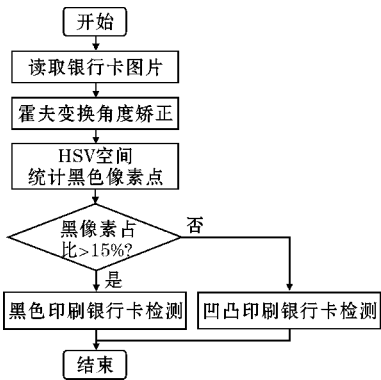 开始
读取银行卡图片
霍夫变换角度矫正
HSV空间
统计黑色像素点
黑像素占
比>15%?
否
是
黑色印刷银行卡检测
凹凸印刷银行卡检测
结束